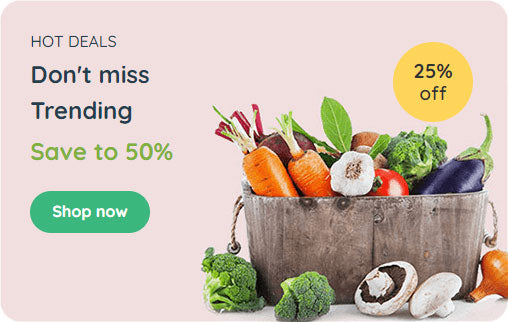 HOT DEALS
Don't miss
Trending
Save to 50%
Shop now
25%
off